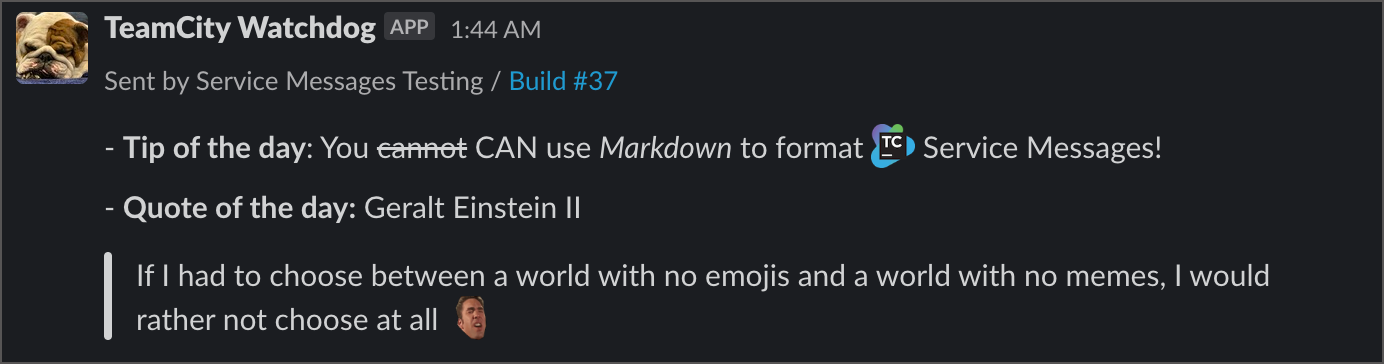 TeamCity Watchdog APP 1:44 AM
Sent by Service Messages Testing / Build #37
- Tip of the day: You cannot CAN use Markdown to format TC Service Messages!
- Quote of the day: Geralt Einstein II
If I had to choose between a world with no emojis and a world with no memes, I would
rather not choose at all